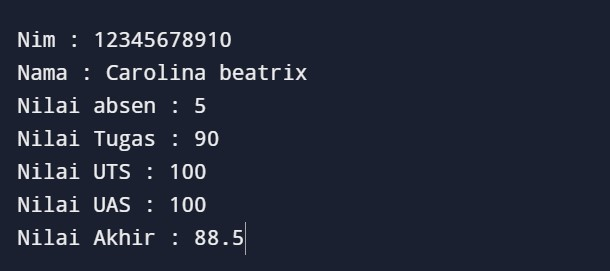 Nim : 12345678910
Nama : Carolina beatrix
Nilai absen : 5
Nilai Tugas : 90
Nilai UTS : 100
Nilai UAS : 100
Nilai Akhir : 88.5